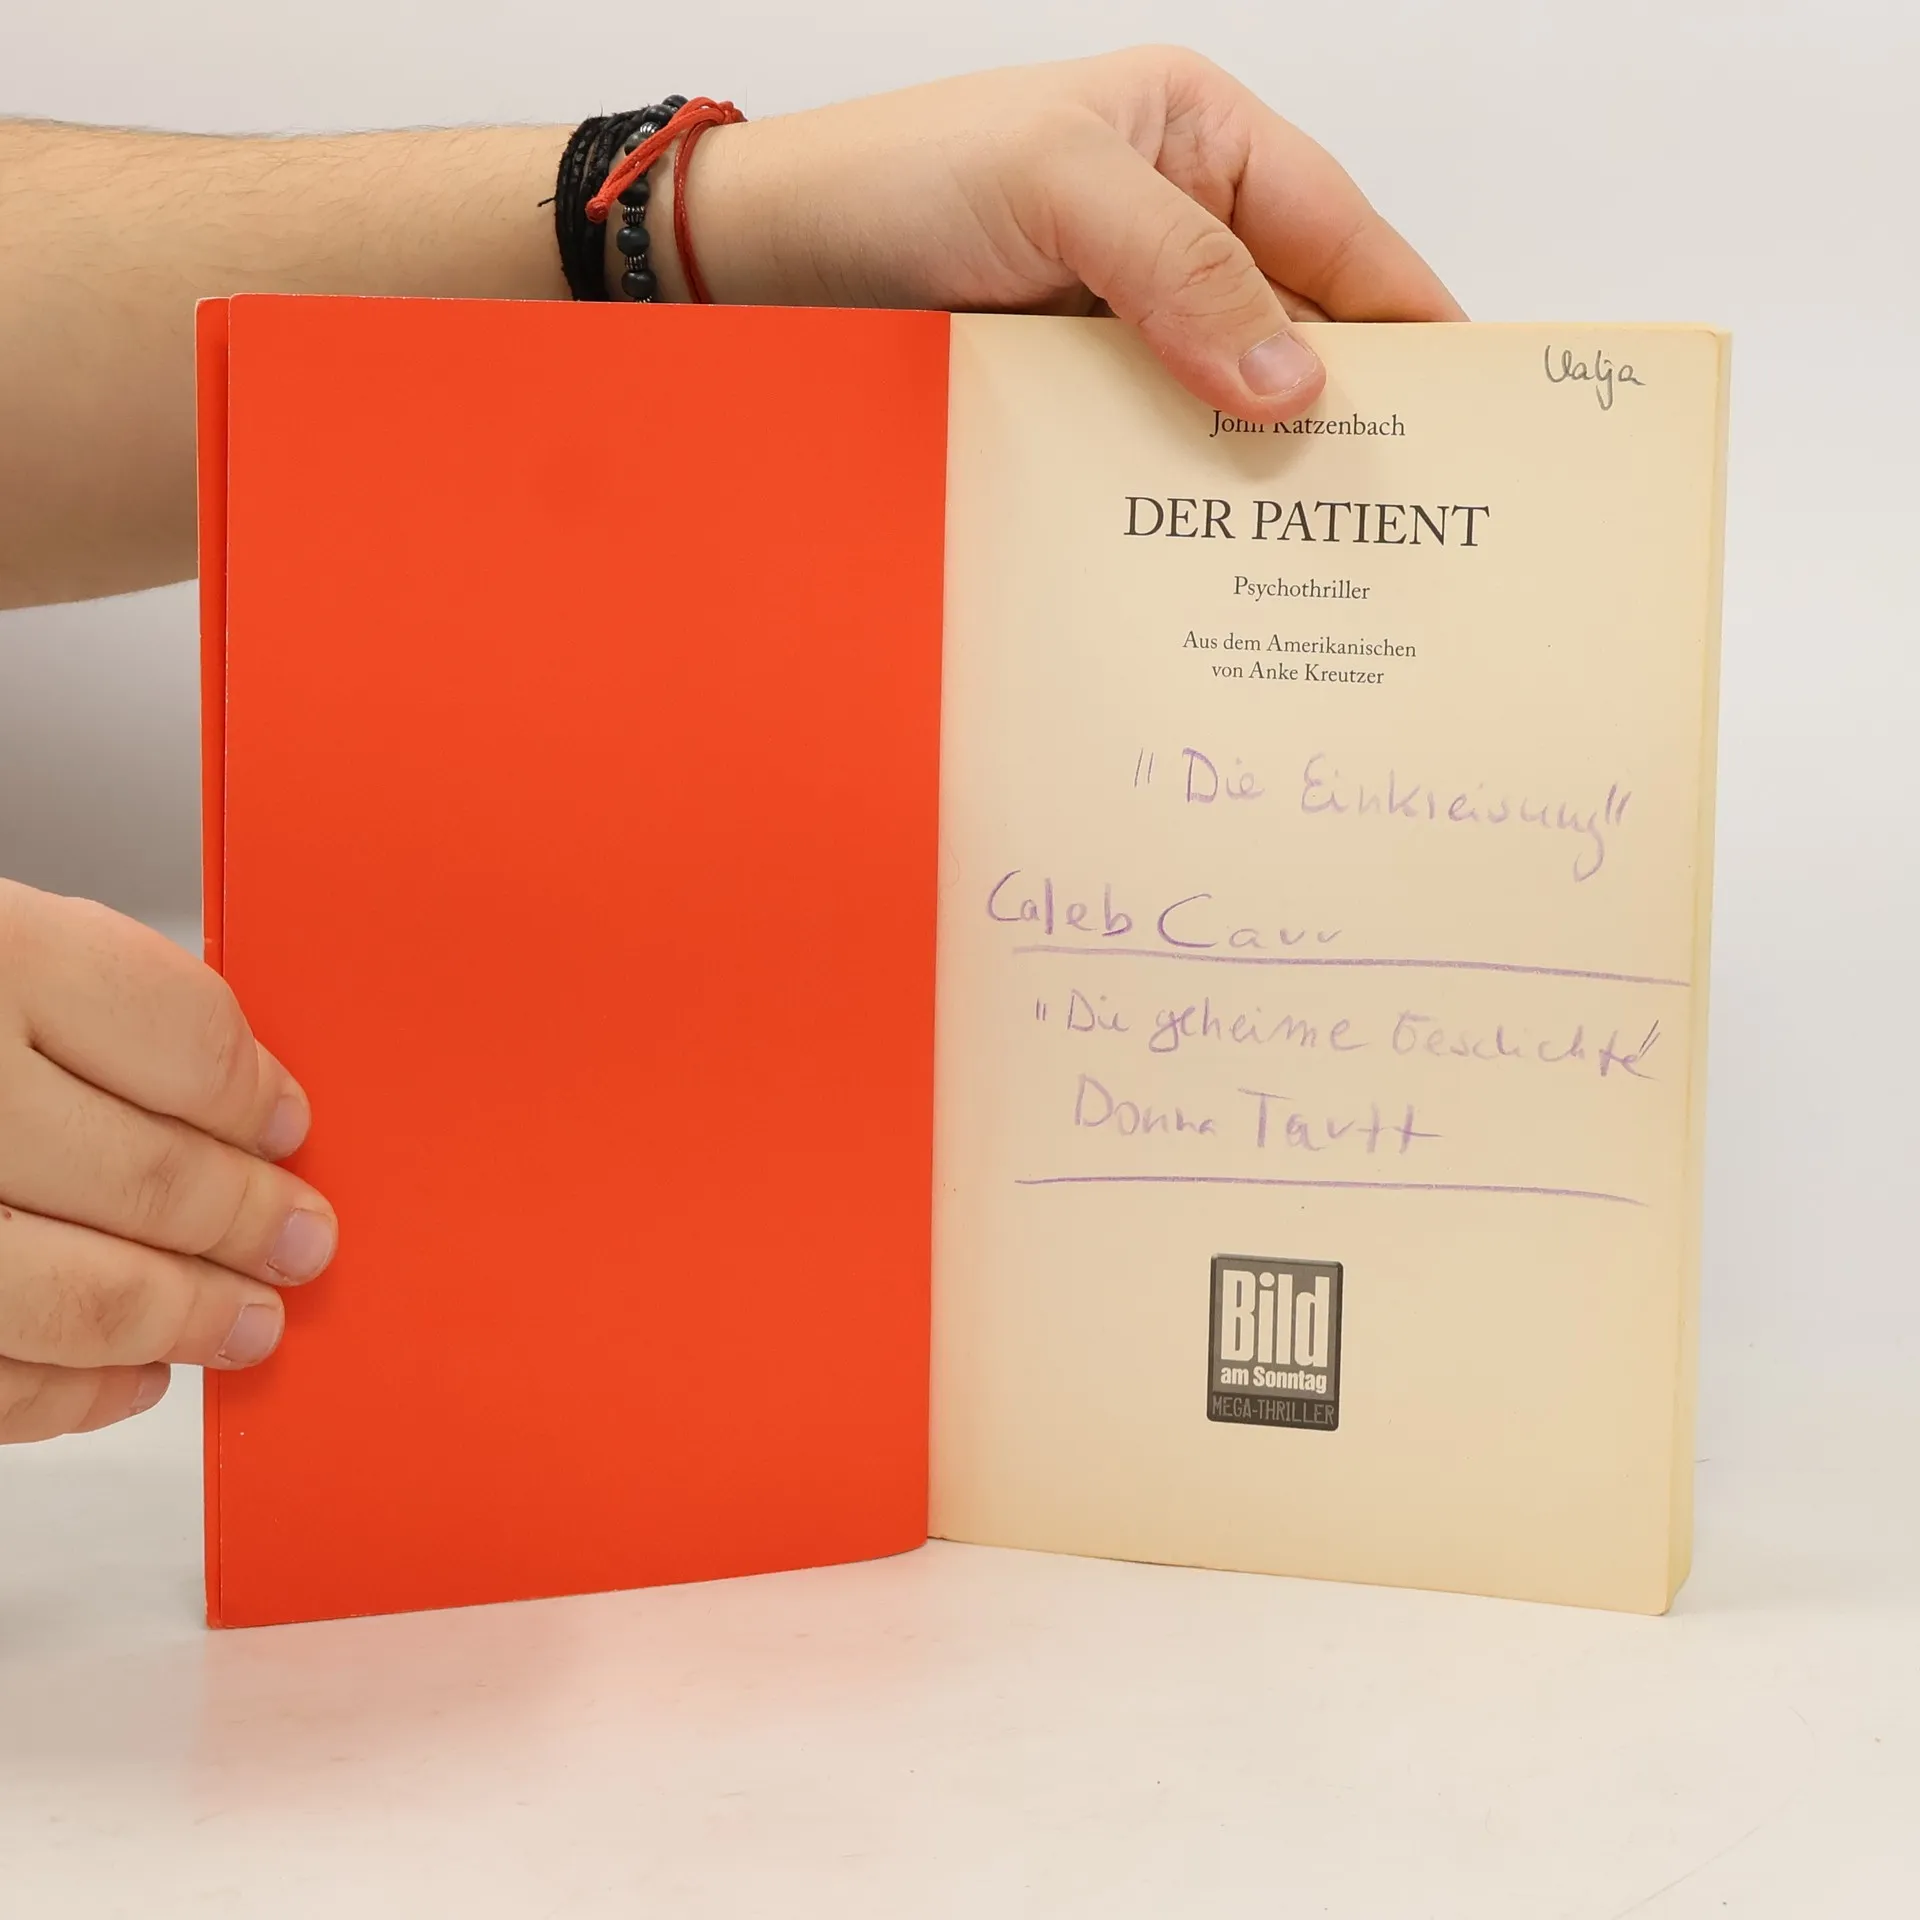 Katja
John Katzenbach
DER PATIENT
Psychothriller
Aus dem Amerikanischen
von Anke Kreutzer
"Die Einkreisung"
Caleb Carr
"Die geheime Geschichte"
Donna Tartt
Bild
am Sonntag
MEGA-THRILLER